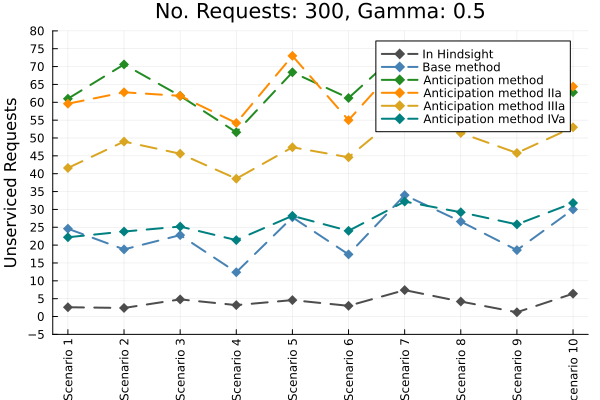 No. Requests: 300, Gamma: 0.5
80
75
70
65
60
55
50
45
40
35
30
25
20
15
10
5
0
−5
Unserviced Requests
In Hindsight
Base method
Anticipation method
Anticipation method IIa
Anticipation method IIIa
Anticipation method IVa
Scenario 1
Scenario 2
Scenario 3
Scenario 4
Scenario 5
Scenario 6
Scenario 7
Scenario 8
Scenario 9
cenario 10